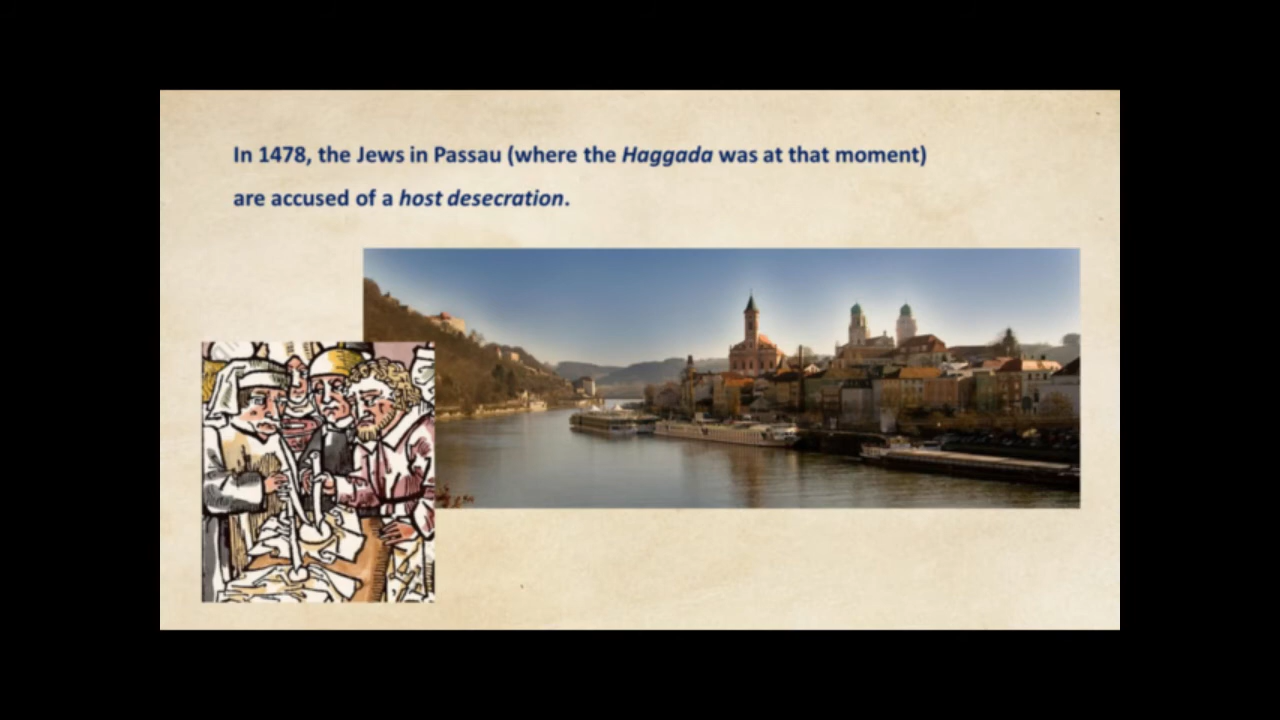 In 1478, the Jews in Passau (where the Haggada was at that moment)
are accused of a host desecration.